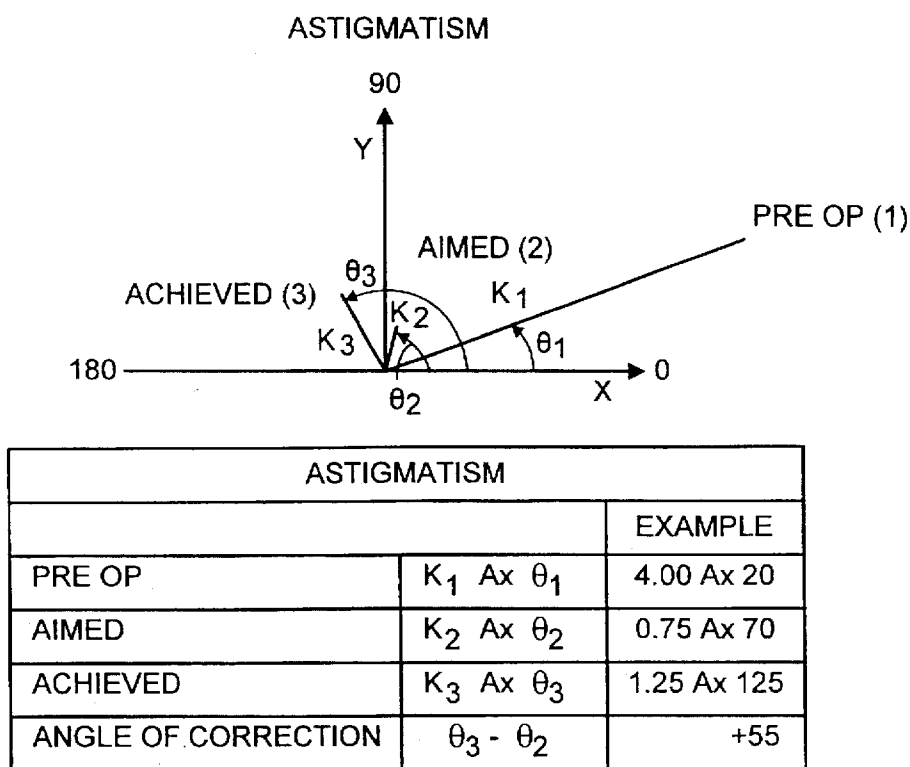 ASTIGMATISM
90
Y
PRE OP (1)
AIMED (2)
θ3
ACHIEVED (3)
K1
K2
K3
θ1
180
0
X
θ2
ASTIGMATISM
EXAMPLE
PRE OP K1 Ax θ1 4.00 Ax 20
AIMED K2 Ax θ2 0.75 Ax 70
ACHIEVED K3 Ax θ3 1.25 Ax 125
ANGLE OF CORRECTION θ3 - θ2 +55